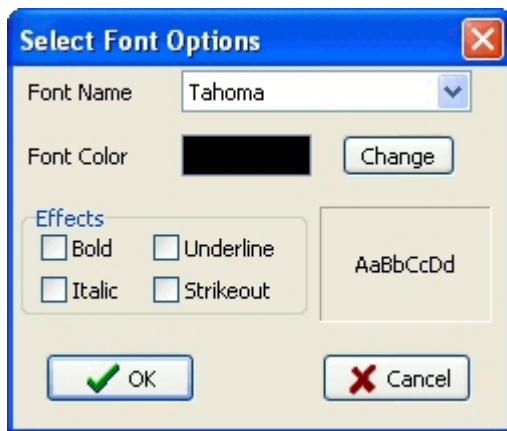 Select Font Options
Font Name Tahoma
Font Color Change
Effects
Bold Underline
AaBbCcDd
Italic Strikeout
OK Cancel